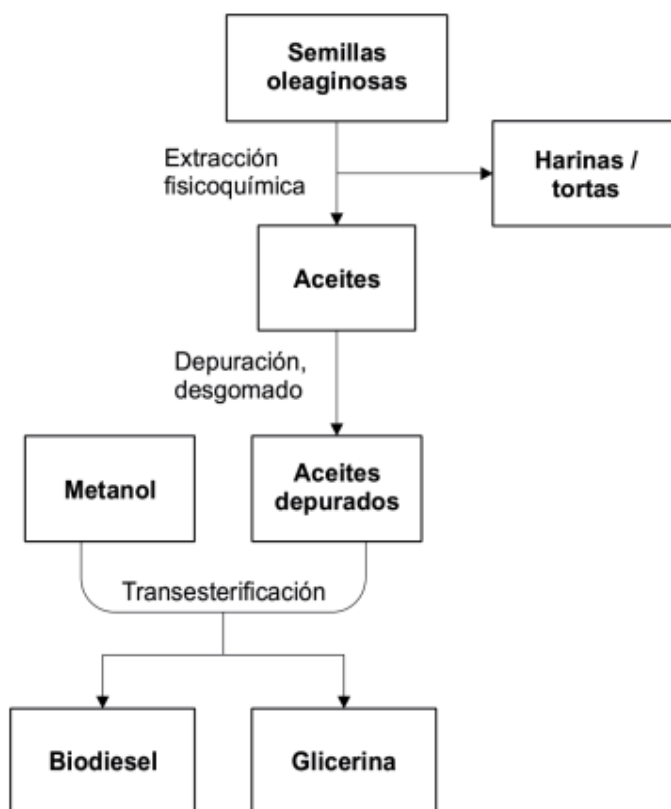 Semillas
oleaginosas
Extracción
fisicoquímica
Harinas /
tortas
Aceites
Depuración,
desgomado
Metanol
Aceites
depurados
Transesterificación
Biodiesel
Glicerina